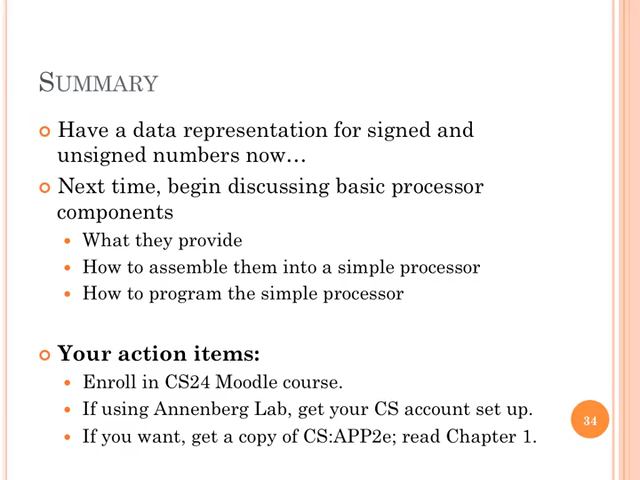 SUMMARY
Have a data representation for signed and
unsigned numbers now…
Next time, begin discussing basic processor
components
What they provide
How to assemble them into a simple processor
How to program the simple processor
Your action items:
Enroll in CS24 Moodle course.
If using Annenberg Lab, get your CS account set up.
If you want, get a copy of CS:APP2e; read Chapter 1.
34